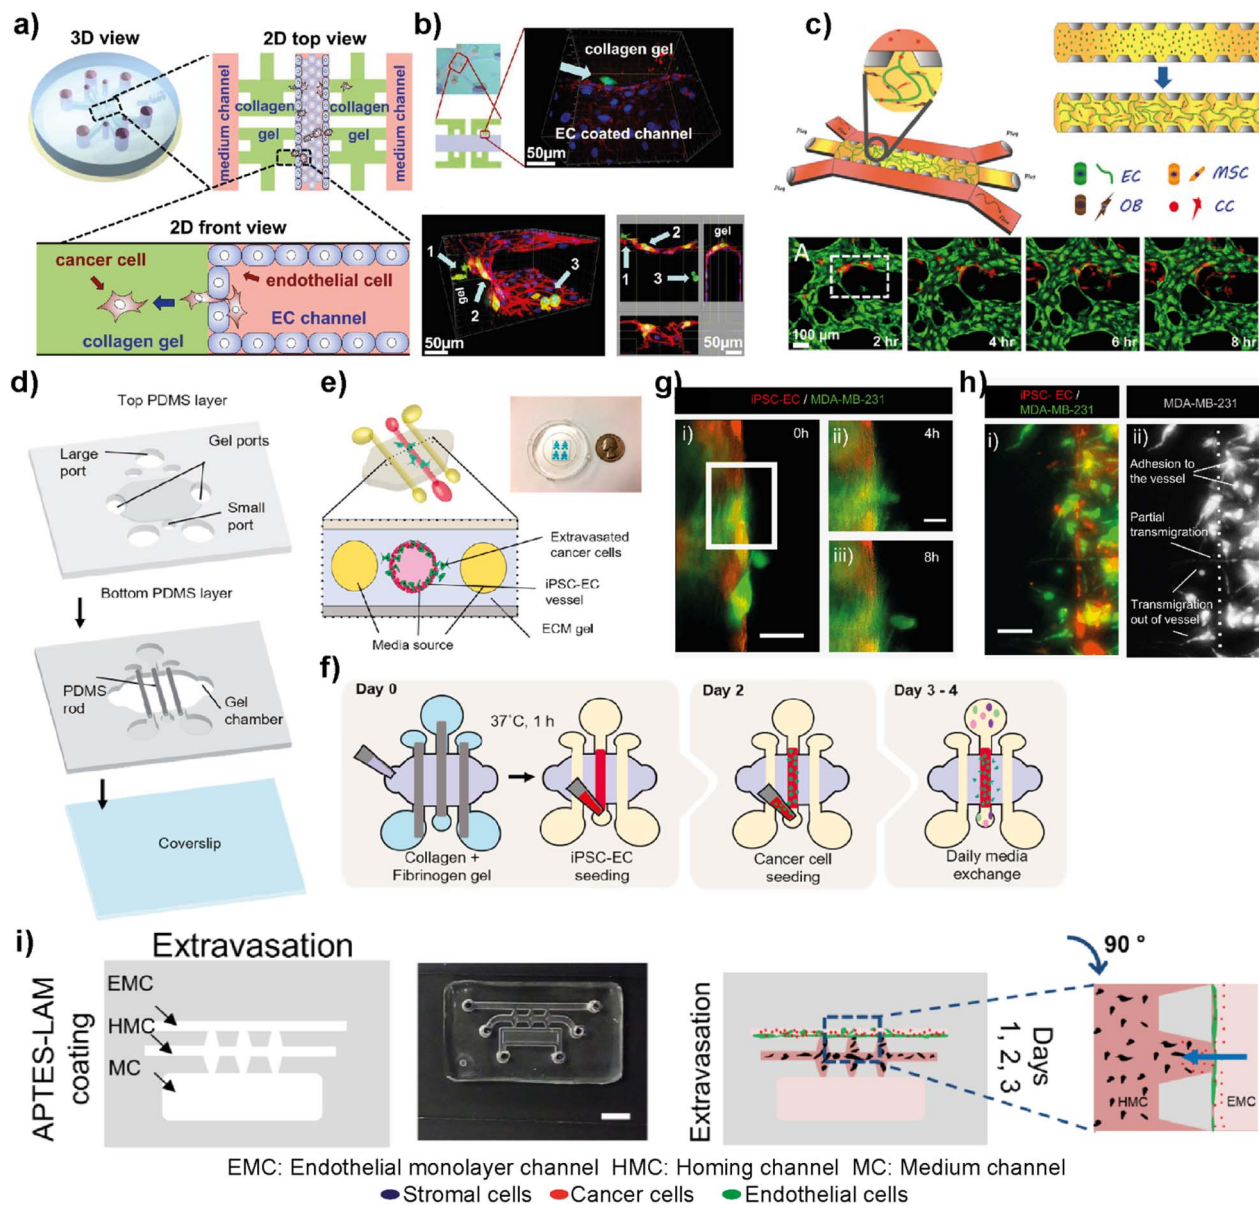 a)
3D view
2D top view
medium channel
collagen
gel
collagen
gel
medium channel
2D front view
cancer cell
endothelial cell
EC channel
collagen gel
b)
collagen gel
EC coated channel
50µm
50µm
1
gel
2
3
50µm
2
1
3
gel
50µm
c)
Plug
Plug
Plug
Plug
EC
MSC
OB
CC
A
100 µm
2 hr
4 hr
6 hr
8 hr
d)
Top PDMS layer
Large port
Gel ports
Small port
Bottom PDMS layer
PDMS rod
Gel chamber
Coverslip
e)
Extravasated cancer cells
iPSC-EC vessel
ECM gel
Media source
f)
Day 0
37°C, 1 h
Collagen + Fibrinogen gel
iPSC-EC seeding
Day 2
Cancer cell seeding
Day 3 - 4
Daily media exchange
g)
iPSC-EC / MDA-MB-231
i)
0h
ii)
4h
iii)
8h
h)
iPSC- EC / MDA-MB-231
MDA-MB-231
i)
ii)
Adhesion to the vessel
Partial transmigration
Transmigration out of vessel
i)
Extravasation
APTES-LAM coating
EMC
HMC
MC
Extravasation
Days 1, 2, 3
90 °
HMC
EMC
EMC: Endothelial monolayer channel HMC: Homing channel MC: Medium channel
Stromal cells Cancer cells Endothelial cells